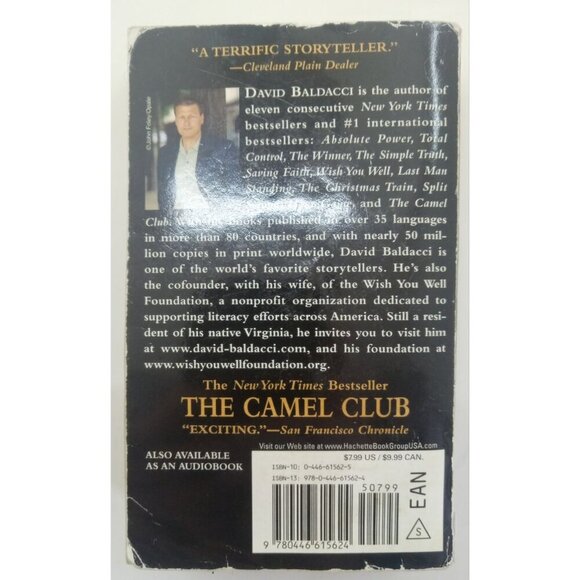 “A TERRIFIC STORYTELLER.”
—Cleveland Plain Dealer
©John Foley/Opale
DAVID BALDACCI is the author of
eleven consecutive New York Times
bestsellers and #1 international
bestsellers: Absolute Power, Total
Control, The Winner, The Simple Truth,
Saving Faith, Wish You Well, Last Man
Standing, The Christmas Train, Split
and The Camel
Club. books published in over 35 languages
in more than 80 countries, and with nearly 50 mil-
lion copies in print worldwide, David Baldacci is
one of the world’s favorite storytellers. He’s also
the cofounder, with his wife, of the Wish You Well
Foundation, a nonprofit organization dedicated to
supporting literacy efforts across America. Still a resi-
dent of his native Virginia, he invites you to visit him
at www.david-baldacci.com, and his foundation at
www.wishyouwellfoundation.org.
The New York Times Bestseller
THE CAMEL CLUB
“EXCITING.”—San Francisco Chronicle
Visit our Web site at www.HachetteBookGroupUSA.com
ALSO AVAILABLE
AS AN AUDIOBOOK
$7.99 US / $9.99 CAN.
ISBN-10: 0-446-61562-5
ISBN-13: 978-0-446-61562-4
50799
9 780446 615624
EAN
S